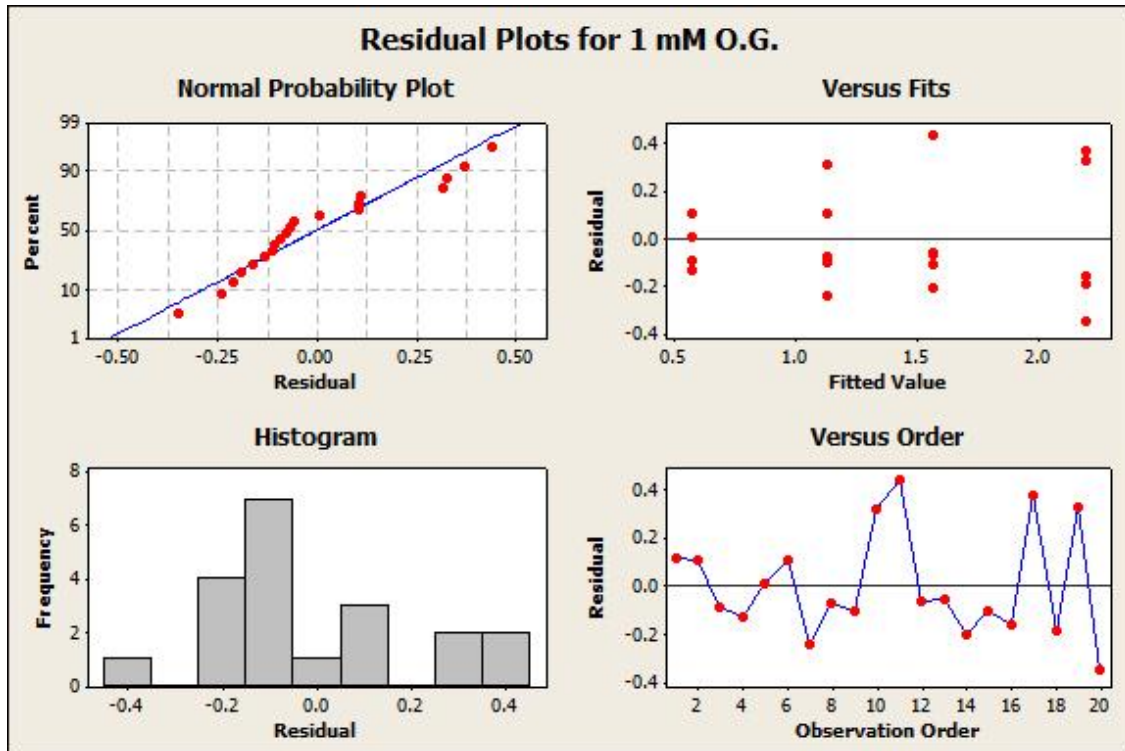 Residual Plots for 1 mM O.G.
Normal Probability Plot
99
90
50
10
1
Percent
-0.50 -0.25 0.00 0.25 0.50
Residual
Versus Fits
0.4
0.2
0.0
-0.2
-0.4
Residual
0.5 1.0 1.5 2.0
Fitted Value
Histogram
8
6
4
2
0
Frequency
-0.4 -0.2 0.0 0.2 0.4
Residual
Versus Order
0.4
0.2
0.0
-0.2
-0.4
Residual
2 4 6 8 10 12 14 16 18 20
Observation Order